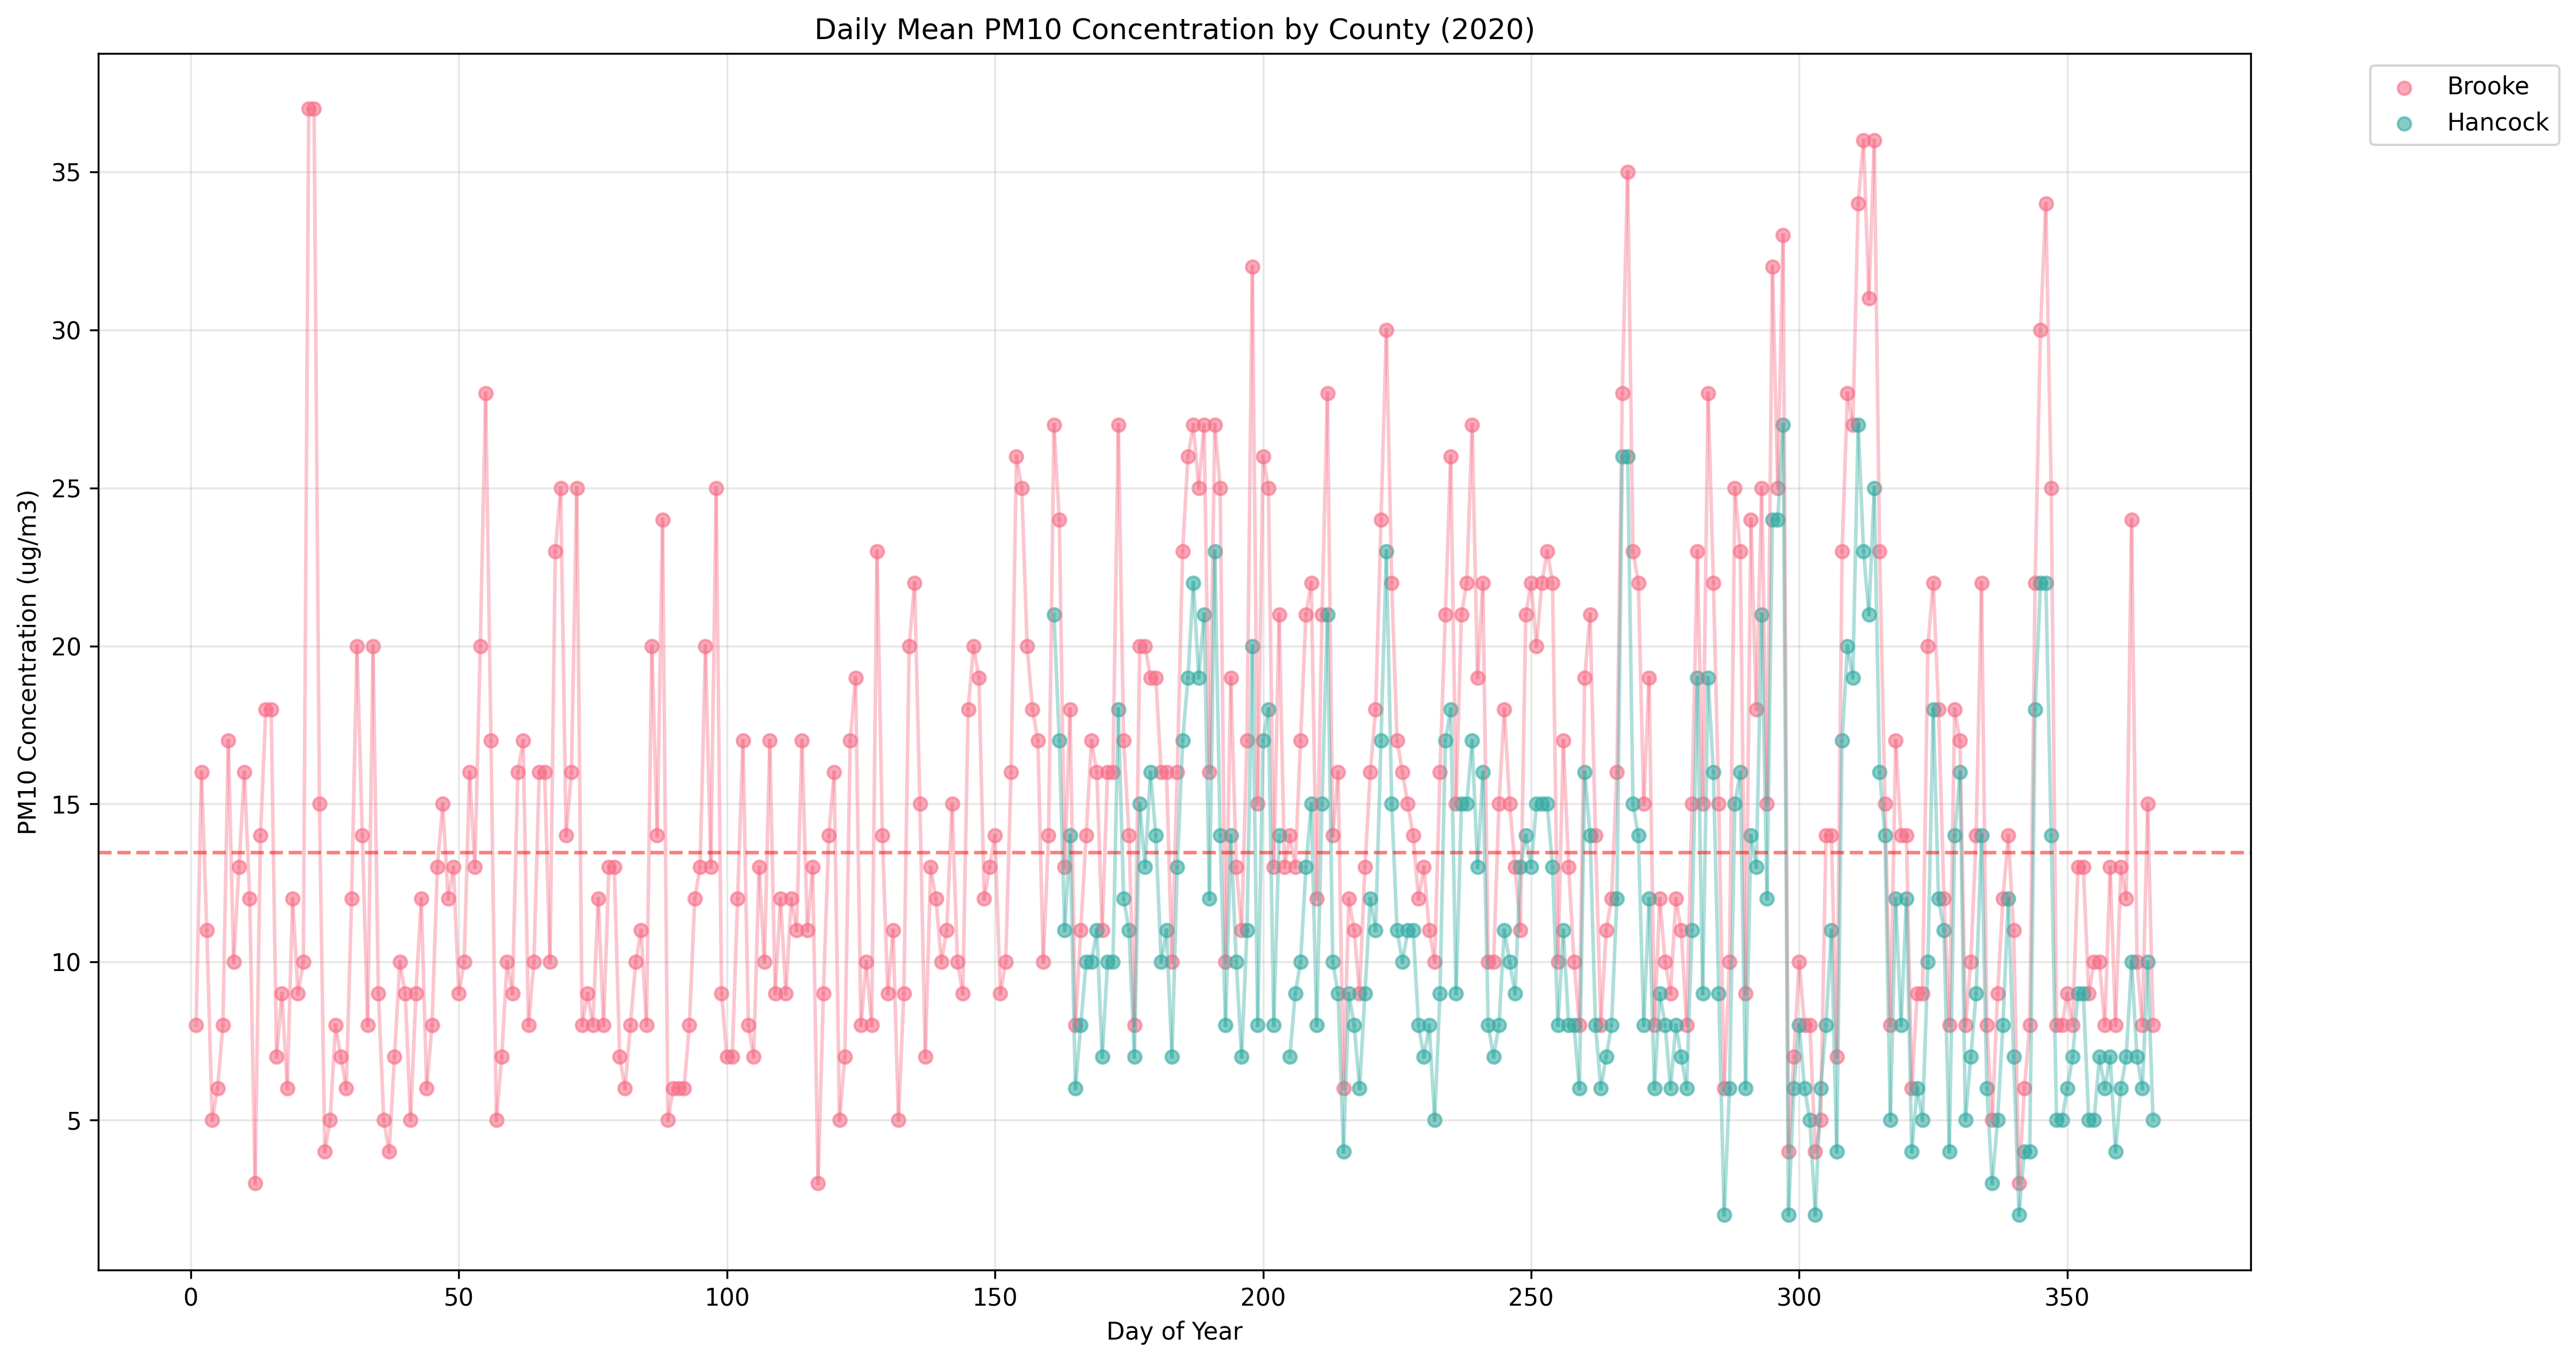 Daily Mean PM10 Concentration by County (2020)
Brooke
Hancock
PM10 Concentration (ug/m3)
35
30
25
20
15
10
5
0 50 100 150 200 250 300 350
Day of Year